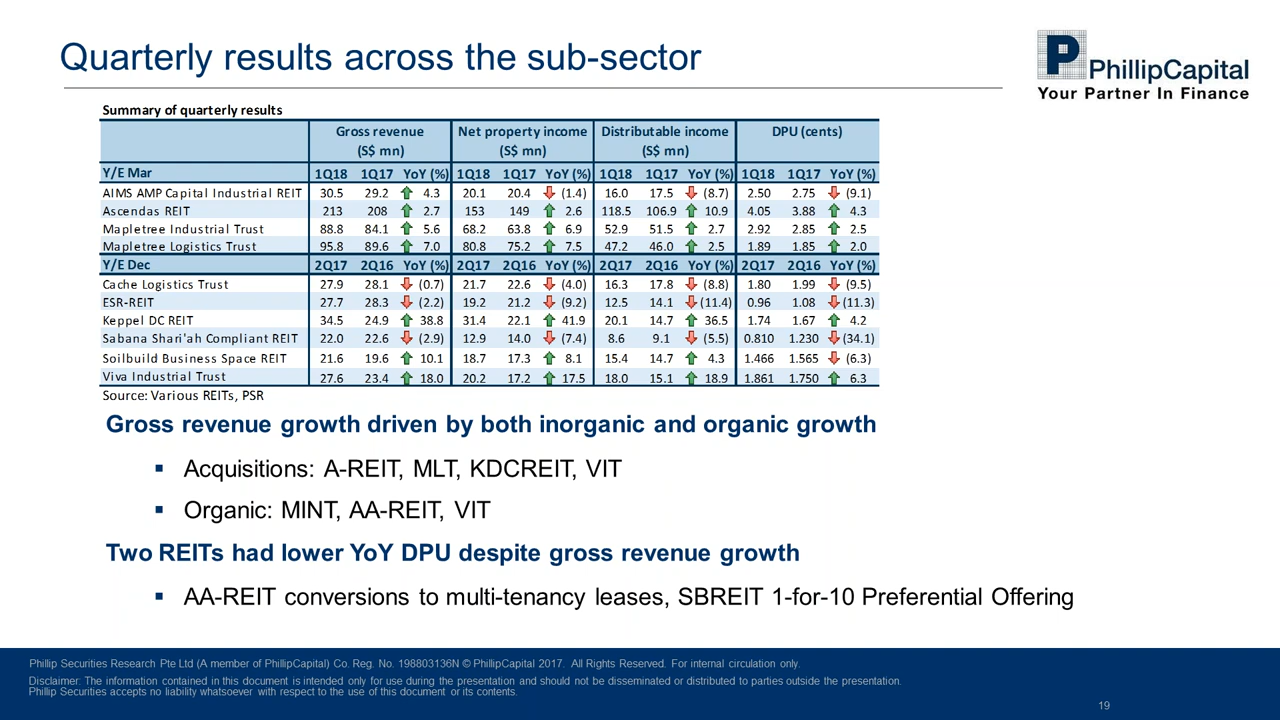 Quarterly results across the sub-sector
P
PhillipCapital
Your Partner In Finance
Summary of quarterly results
Gross revenue Net property income Distributable income DPU (cents)
(S$ mn) (S$ mn) (S$ mn)
Y/E Mar 1Q18 1Q17 YoY (%) 1Q18 1Q17 YoY (%) 1Q18 1Q17 YoY (%) 1Q18 1Q17 YoY (%)
AIMS AMP Capital Industrial REIT 30.5 29.2 4.3 20.1 20.4 (1.4) 16.0 17.5 (8.7) 2.50 2.75 (9.1)
Ascendas REIT 213 208 2.7 153 149 2.6 118.5 106.9 10.9 4.05 3.88 4.3
Mapletree Industrial Trust 88.8 84.1 5.6 68.2 63.8 6.9 52.9 51.5 2.7 2.92 2.85 2.5
Mapletree Logistics Trust 95.8 89.6 7.0 80.8 75.2 7.5 47.2 46.0 2.5 1.89 1.85 2.0
Y/E Dec 2Q17 2Q16 YoY (%) 2Q17 2Q16 YoY (%) 2Q17 2Q16 YoY (%) 2Q17 2Q16 YoY (%)
Cache Logistics Trust 27.9 28.1 (0.7) 21.7 22.6 (4.0) 16.3 17.8 (8.8) 1.80 1.99 (9.5)
ESR-REIT 27.7 28.3 (2.2) 19.2 21.2 (9.2) 12.5 14.1 (11.4) 0.96 1.08 (11.3)
Keppel DC REIT 34.5 24.9 38.8 31.4 22.1 41.9 20.1 14.7 36.5 1.74 1.67 4.2
Sabana Shari'ah Compliant REIT 22.0 22.6 (2.9) 12.9 14.0 (7.4) 8.6 9.1 (5.5) 0.810 1.230 (34.1)
Soilbuild Business Space REIT 21.6 19.6 10.1 18.7 17.3 8.1 15.4 14.7 4.3 1.466 1.565 (6.3)
Viva Industrial Trust 27.6 23.4 18.0 20.2 17.2 17.5 18.0 15.1 18.9 1.861 1.750 6.3
Source: Various REITs, PSR
Gross revenue growth driven by both inorganic and organic growth
▪ Acquisitions: A-REIT, MLT, KDCREIT, VIT
▪ Organic: MINT, AA-REIT, VIT
Two REITs had lower YoY DPU despite gross revenue growth
▪ AA-REIT conversions to multi-tenancy leases, SBREIT 1-for-10 Preferential Offering
Phillip Securities Research Pte Ltd (A member of PhillipCapital) Co. Reg. No. 198803136N © PhillipCapital 2017. All Rights Reserved. For internal circulation only.
Disclaimer: The information contained in this document is intended only for use during the presentation and should not be disseminated or distributed to parties outside the presentation.
Phillip Securities accepts no liability whatsoever with respect to the use of this document or its contents.
19